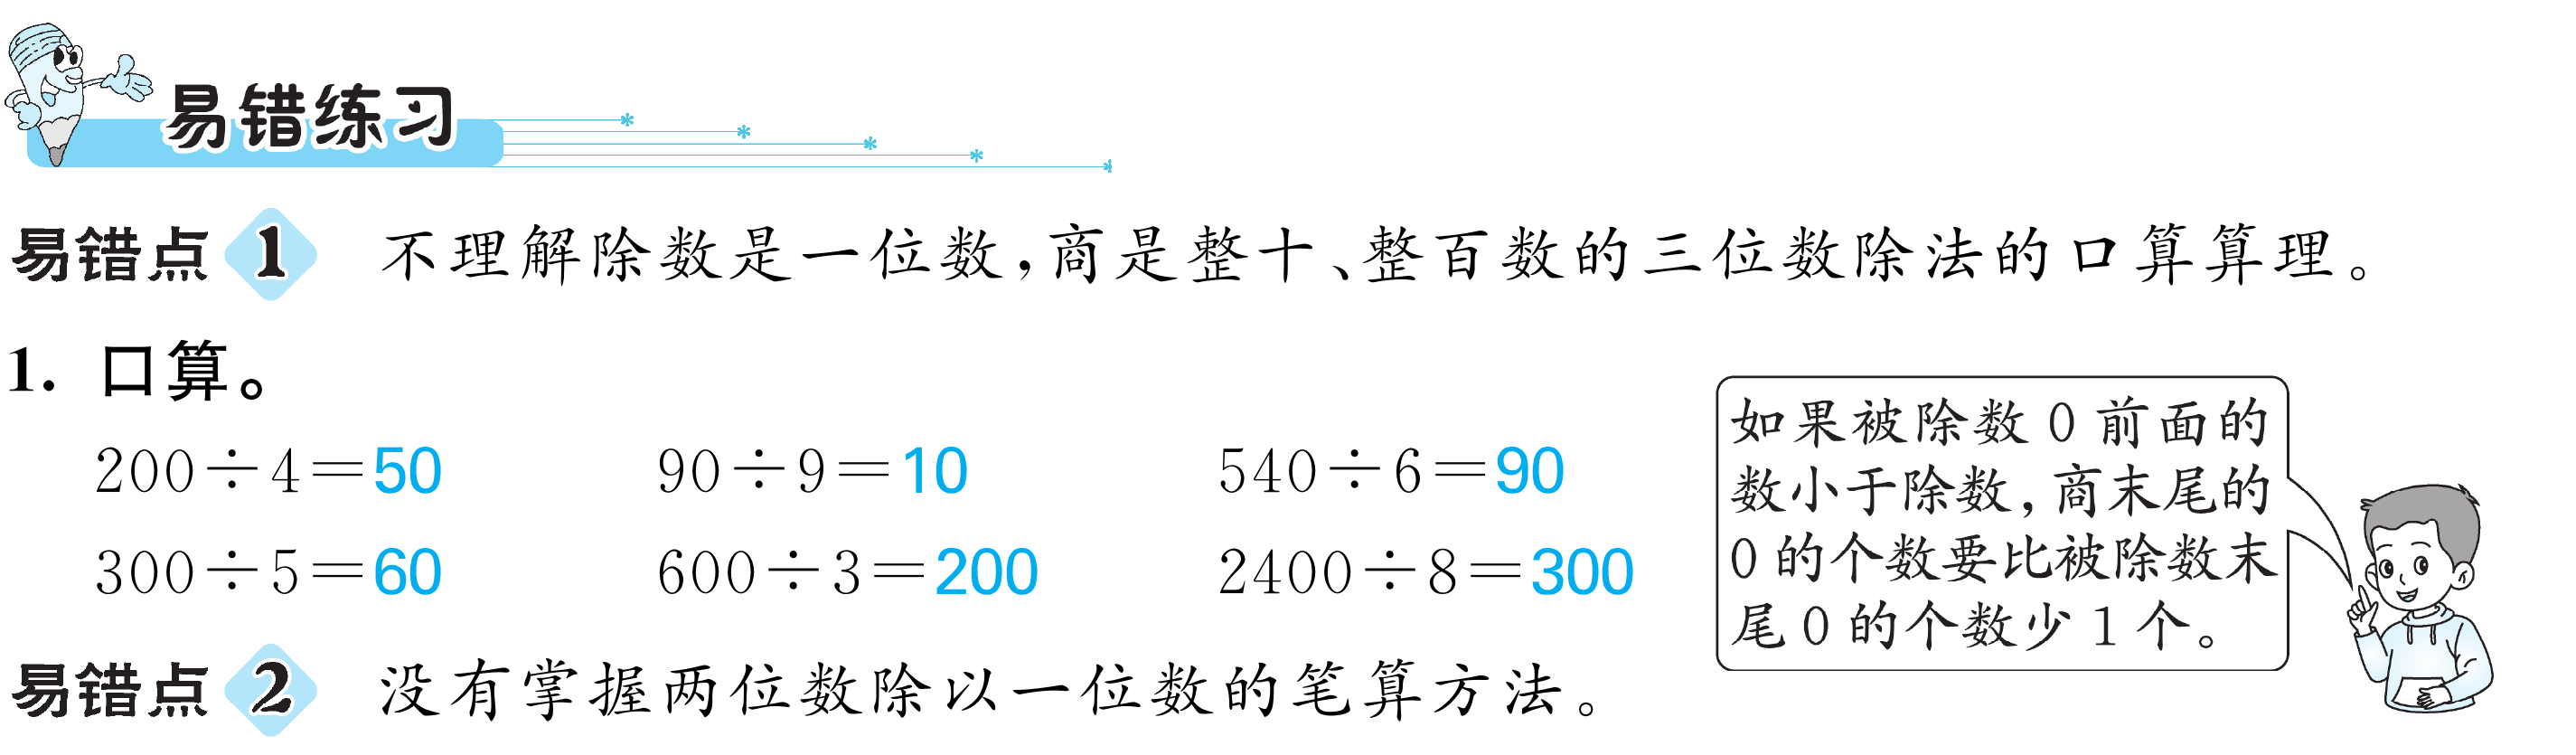 易错练习
易错点 1 不理解除数是一位数,商是整十、整百数的三位数除法的口算算理。
1. 口算。
200÷4=50 90÷9=10 540÷6=90
300÷5=60 600÷3=200 2400÷8=300
如果被除数 0 前面的
数小于除数,商末尾的
0 的个数要比被除数末
尾 0 的个数少 1 个。
易错点 2 没有掌握两位数除以一位数的笔算方法。